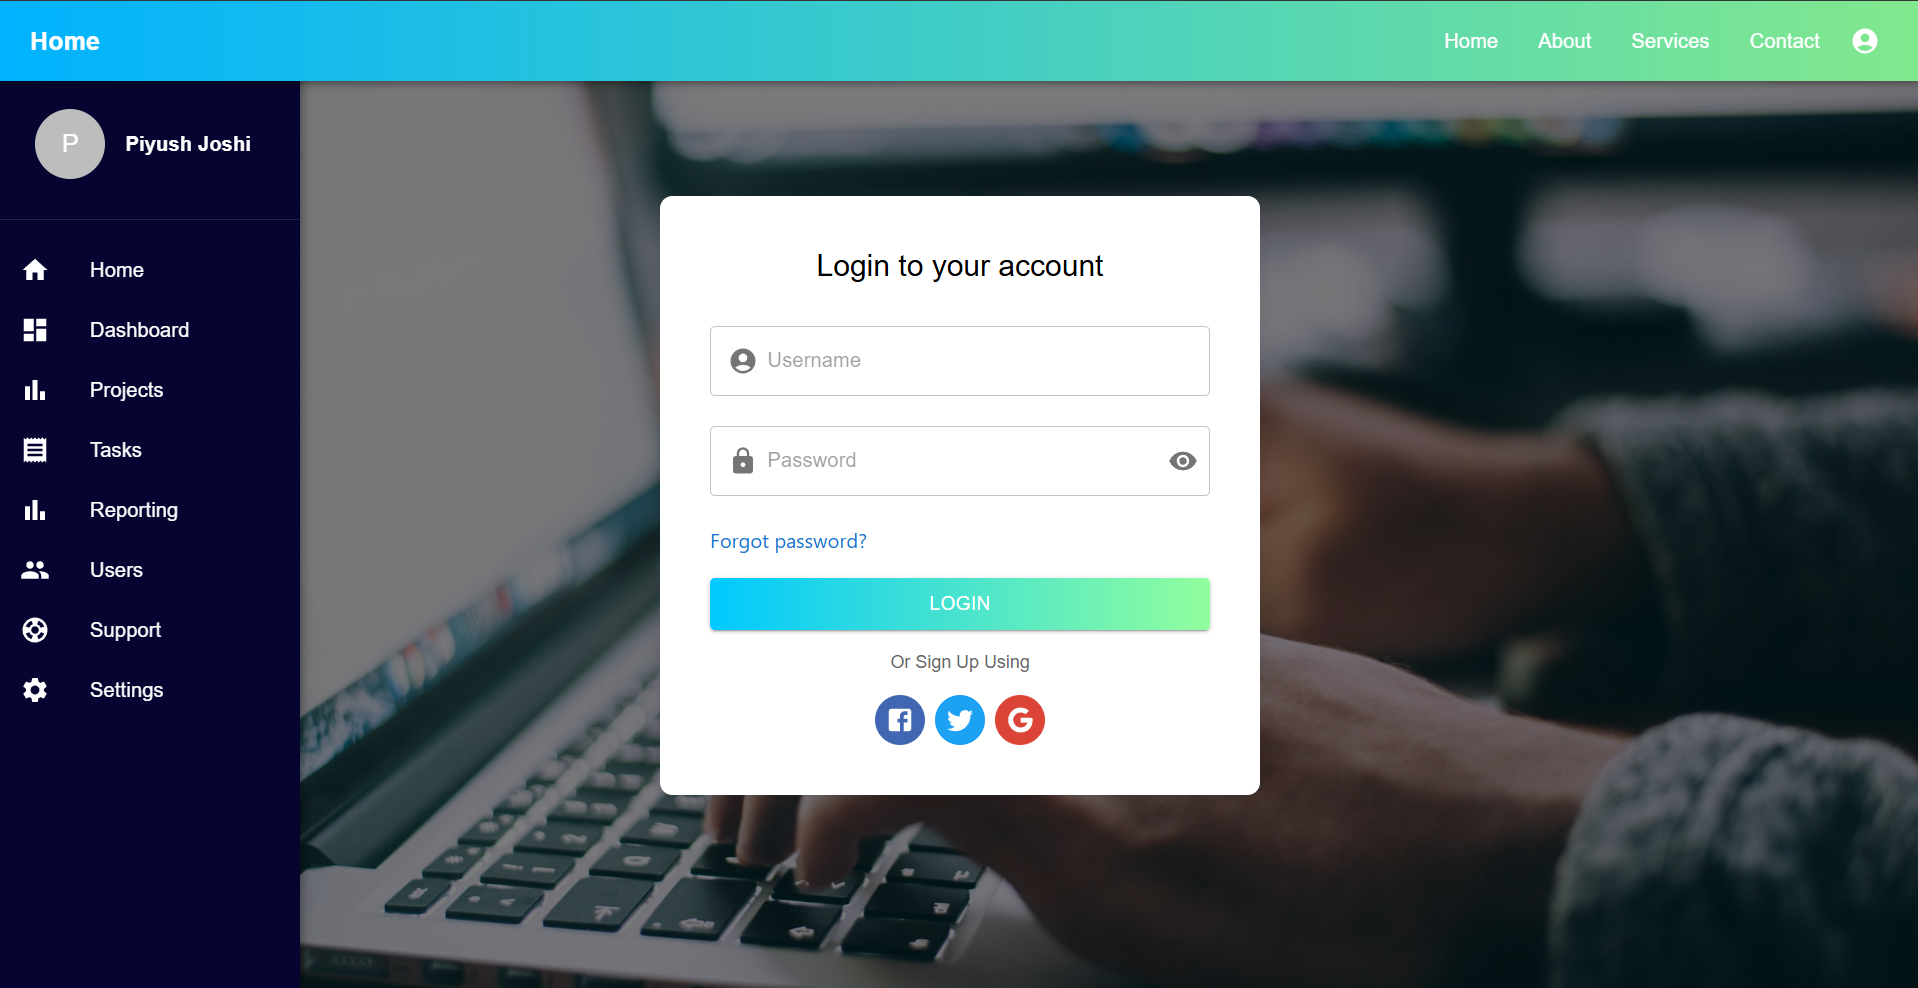 Home
Home About Services Contact
P
Piyush Joshi
Home
Dashboard
Projects
Tasks
Reporting
Users
Support
Settings
Login to your account
Username
Password
Forgot password?
LOGIN
Or Sign Up Using